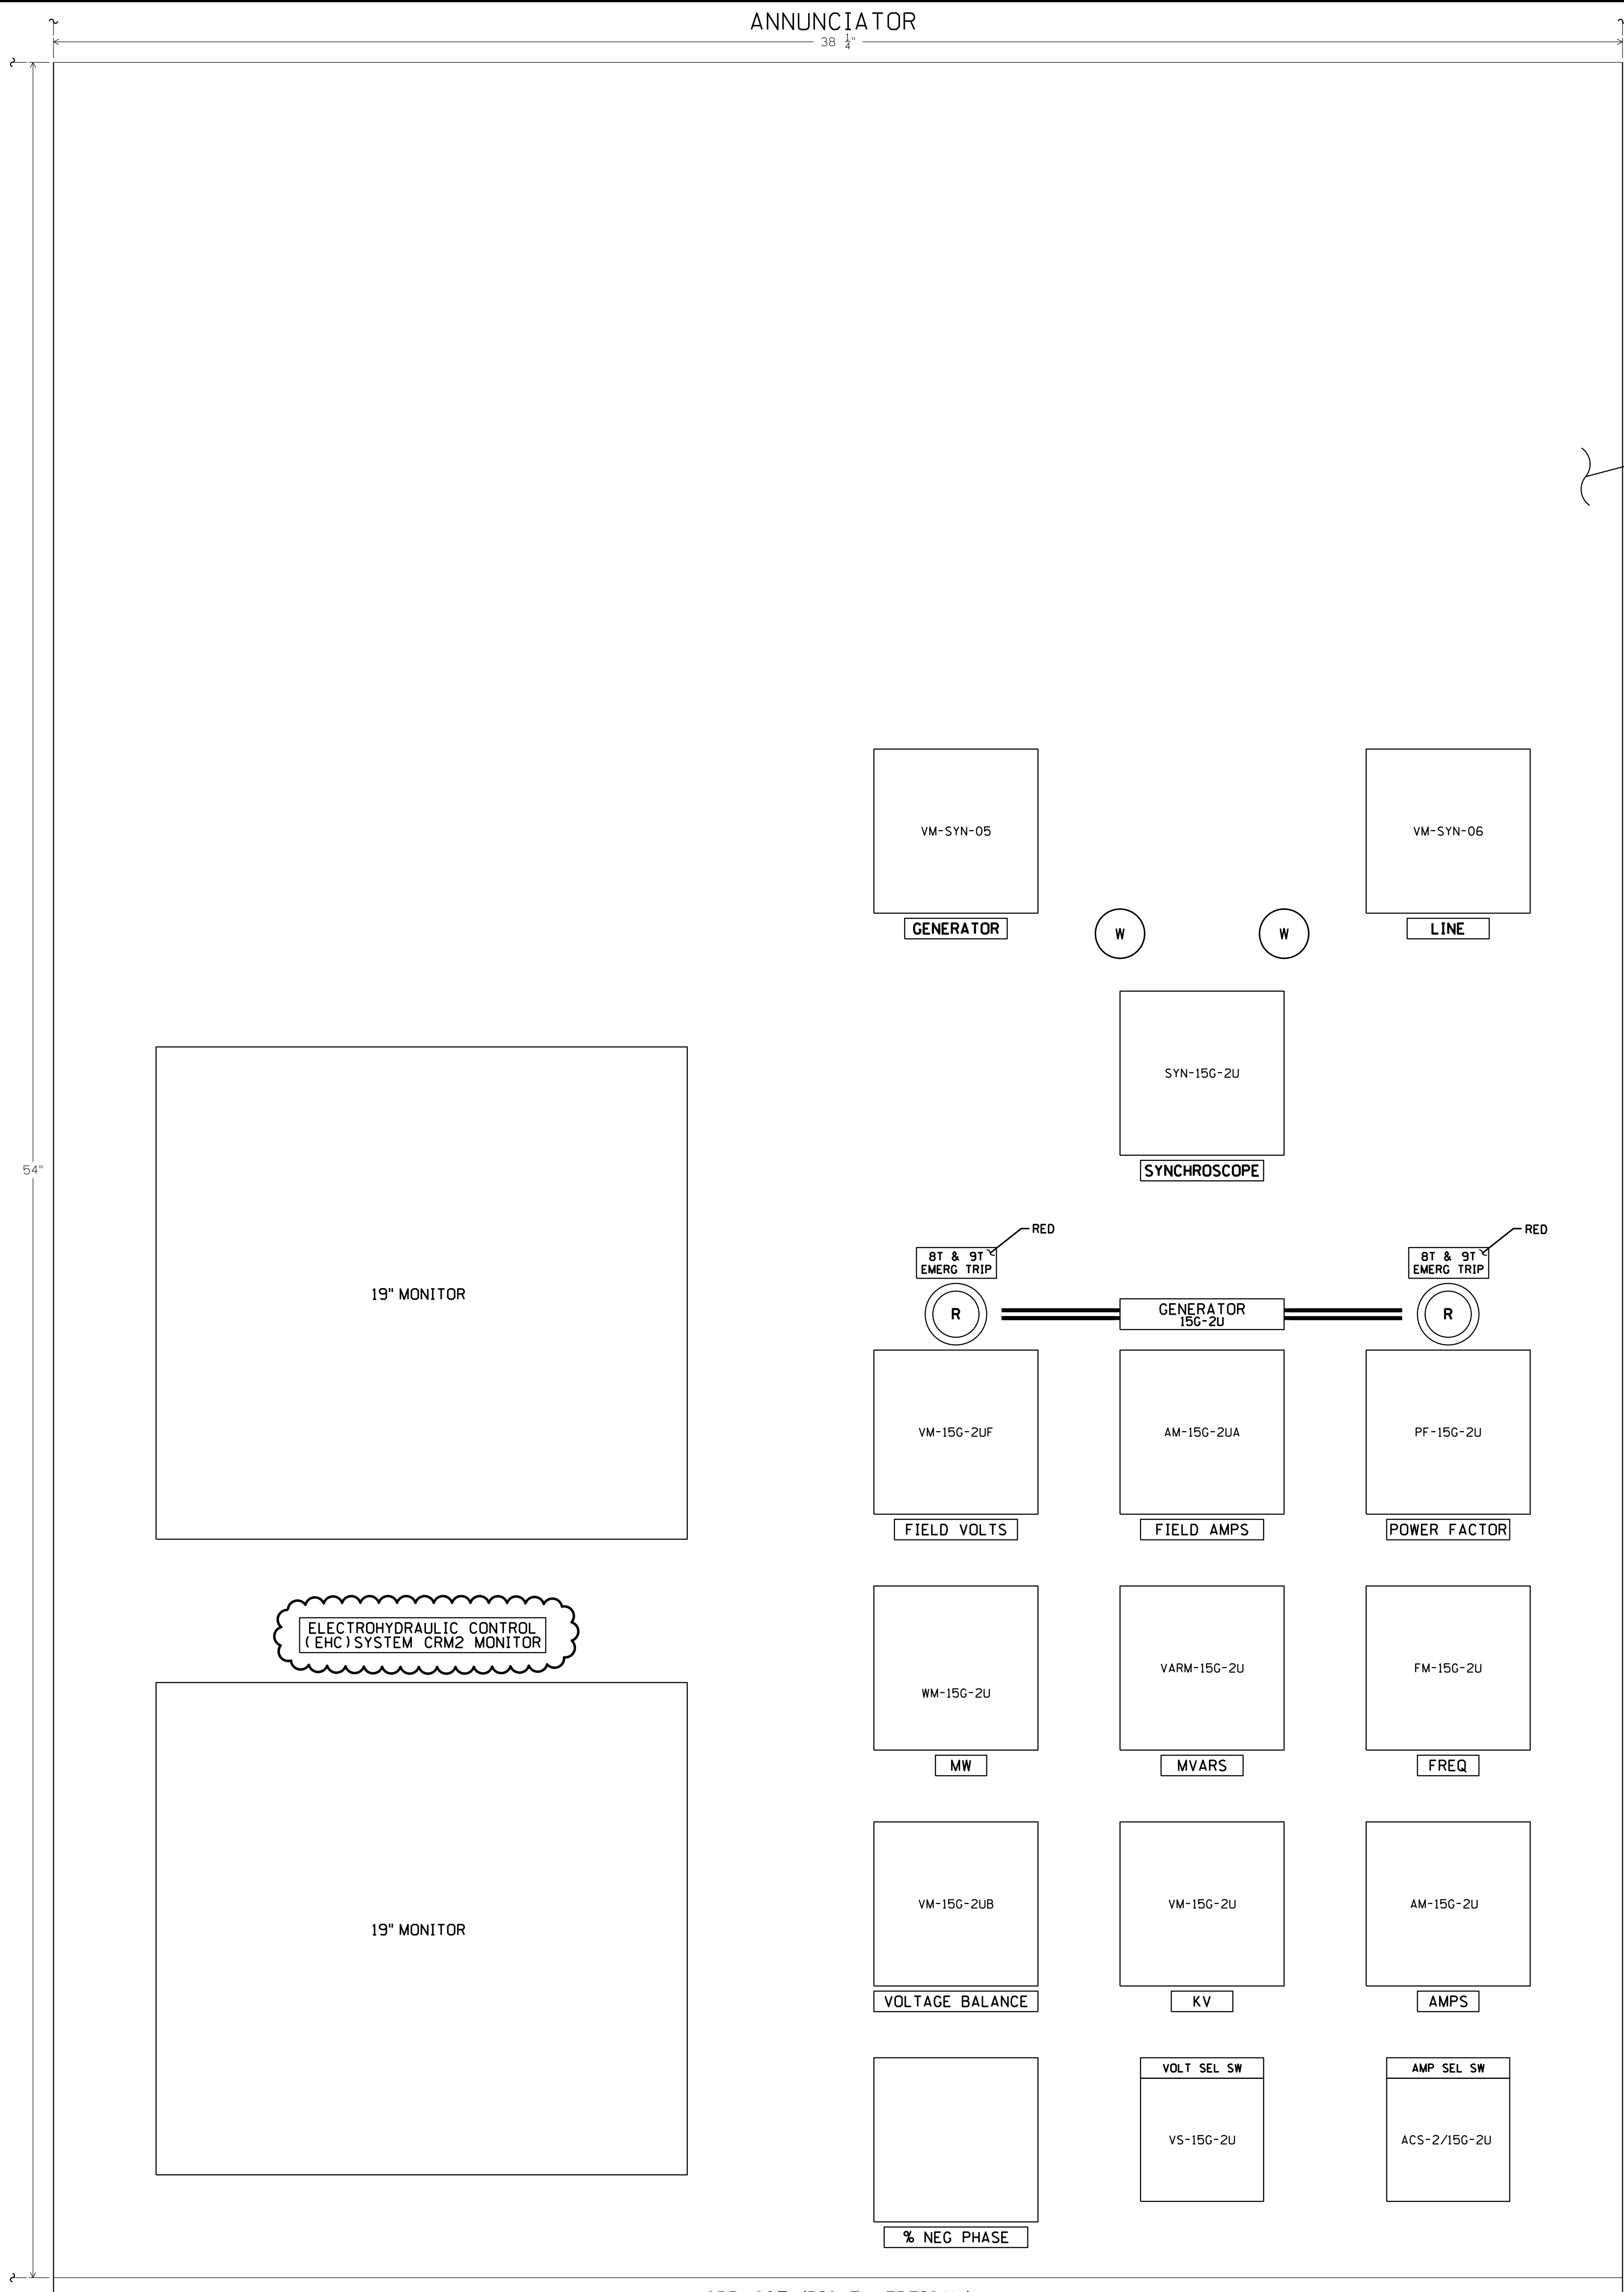 ANNUNCIATOR
38 1/4"
VM-SYN-05
VM-SYN-06
GENERATOR
W
W
LINE
SYN-15G-2U
54"
SYNCHROSCOPE
RED
RED
8T & 9T
EMERG TRIP
8T & 9T
EMERG TRIP
19" MONITOR
R
GENERATOR
15G-2U
R
VM-15G-2UF
AM-15G-2UA
PF-15G-2U
FIELD VOLTS
FIELD AMPS
POWER FACTOR
ELECTROHYDRAULIC CONTROL
(EHC)SYSTEM CRM2 MONITOR
WM-15G-2U
VARM-15G-2U
FM-15G-2U
MW
MVARS
FREQ
19" MONITOR
VM-15G-2UB
VM-15G-2U
AM-15G-2U
VOLTAGE BALANCE
KV
AMPS
VOLT SEL SW
AMP SEL SW
VS-15G-2U
ACS-2/15G-2U
% NEG PHASE